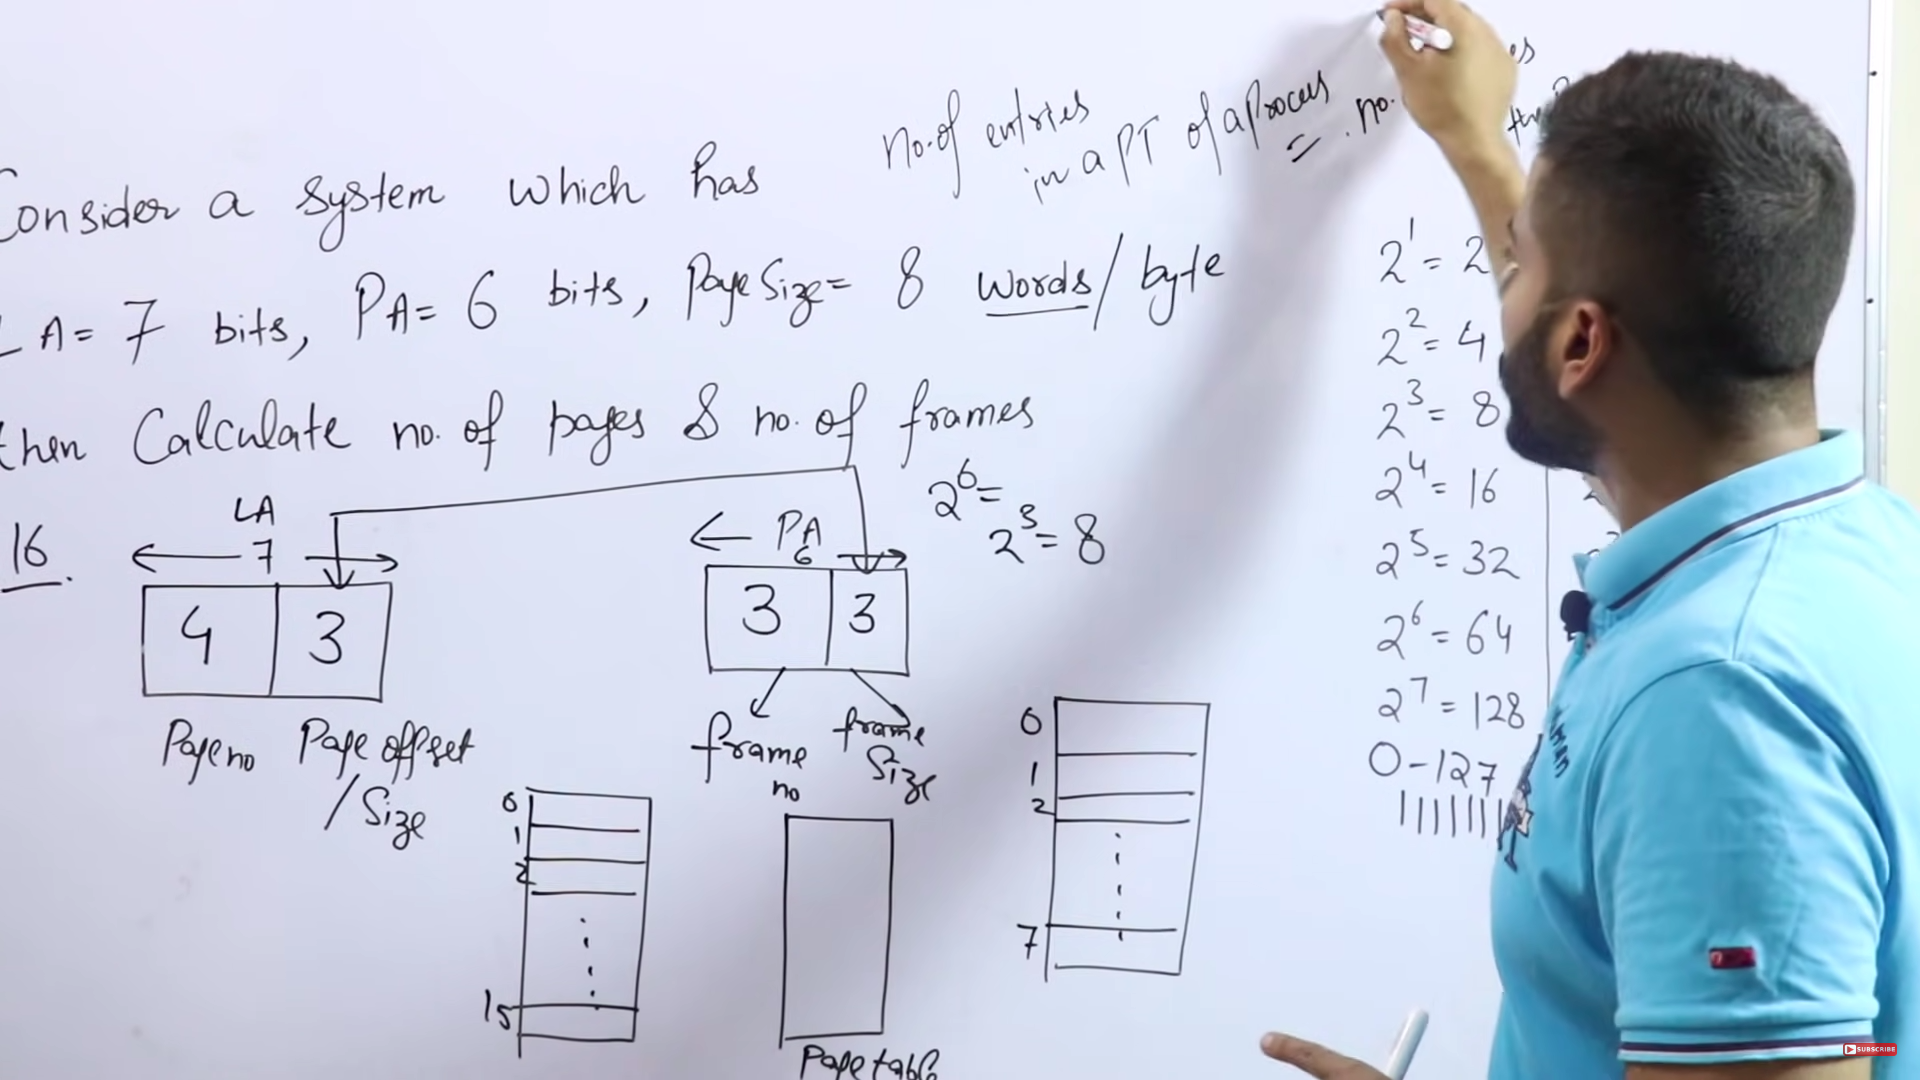 No. of entries
in a PT of a Process
= no.
Consider a system which has
LA = 7 bits, PA = 6 bits, Page Size = 8 words / byte
then Calculate no. of pages & no. of frames
16
LA
7
4 3
Page no Page offset
/ Size
PA
6
3 3
frame
no
frame
Size
2^6 =
2^3 = 8
0
1
2
15
Page table
0
1
2
7
2^1 = 2
2^2 = 4
2^3 = 8
2^4 = 16
2^5 = 32
2^6 = 64
2^7 = 128
0 - 127
SUBSCRIBE